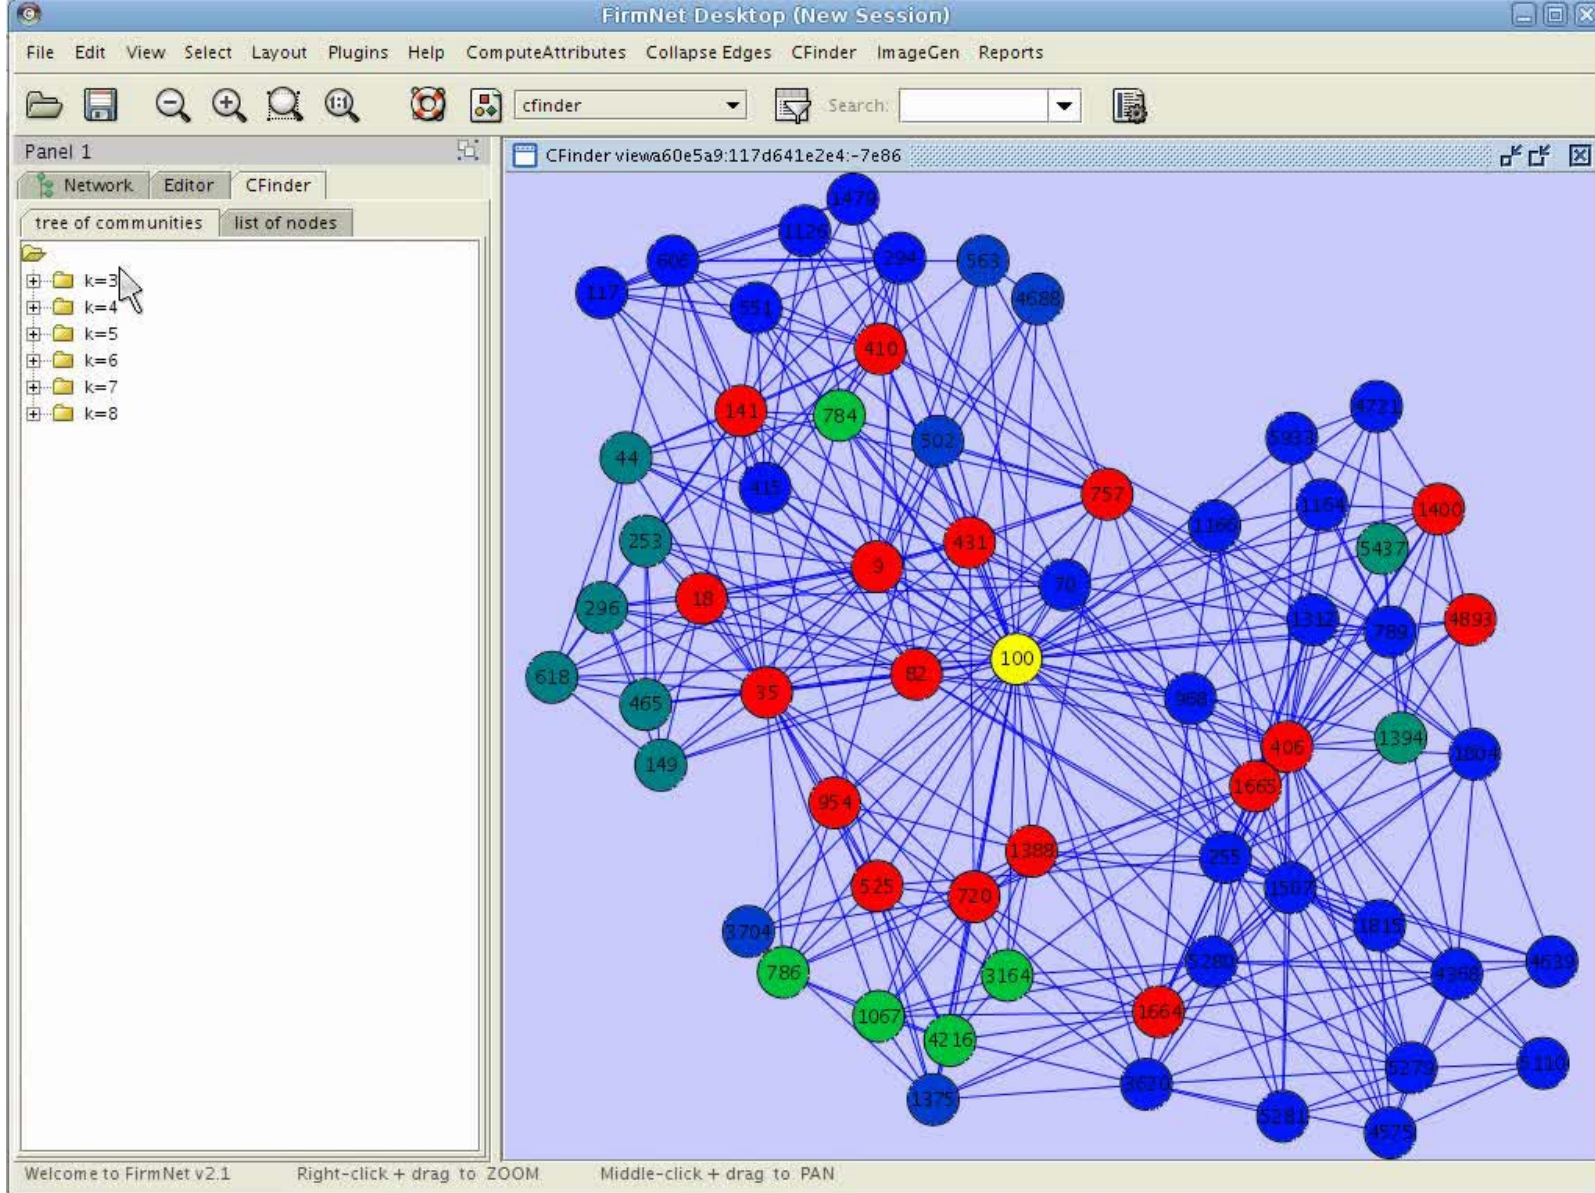 FirmNet Desktop (New Session)
File Edit View Select Layout Plugins Help ComputeAttributes Collapse Edges CFinder ImageGen Reports
cfinder Search:
Panel 1
CFinder viewa60e5a9:117d641e2e4:-7e86
Network Editor CFinder
tree of communities list of nodes
k=3
k=4
k=5
k=6
k=7
k=8
1479
1126
606 294 563
117 551 4688
410
141 784 4721
502 5933
44
415 757 1164 1400
1166
253 431 5437
9 70
296 18 1312 789 4893
100
618 82
465 35 968
149 406 1394 1804
954 1665
1388 255
525 720 1507
3704 1815
786 3164 5280 4368 4639
1067 1664
4216 5279 5110
1375 3620
5281 4575
Welcome to FirmNet v2.1 Right-click + drag to ZOOM Middle-click + drag to PAN